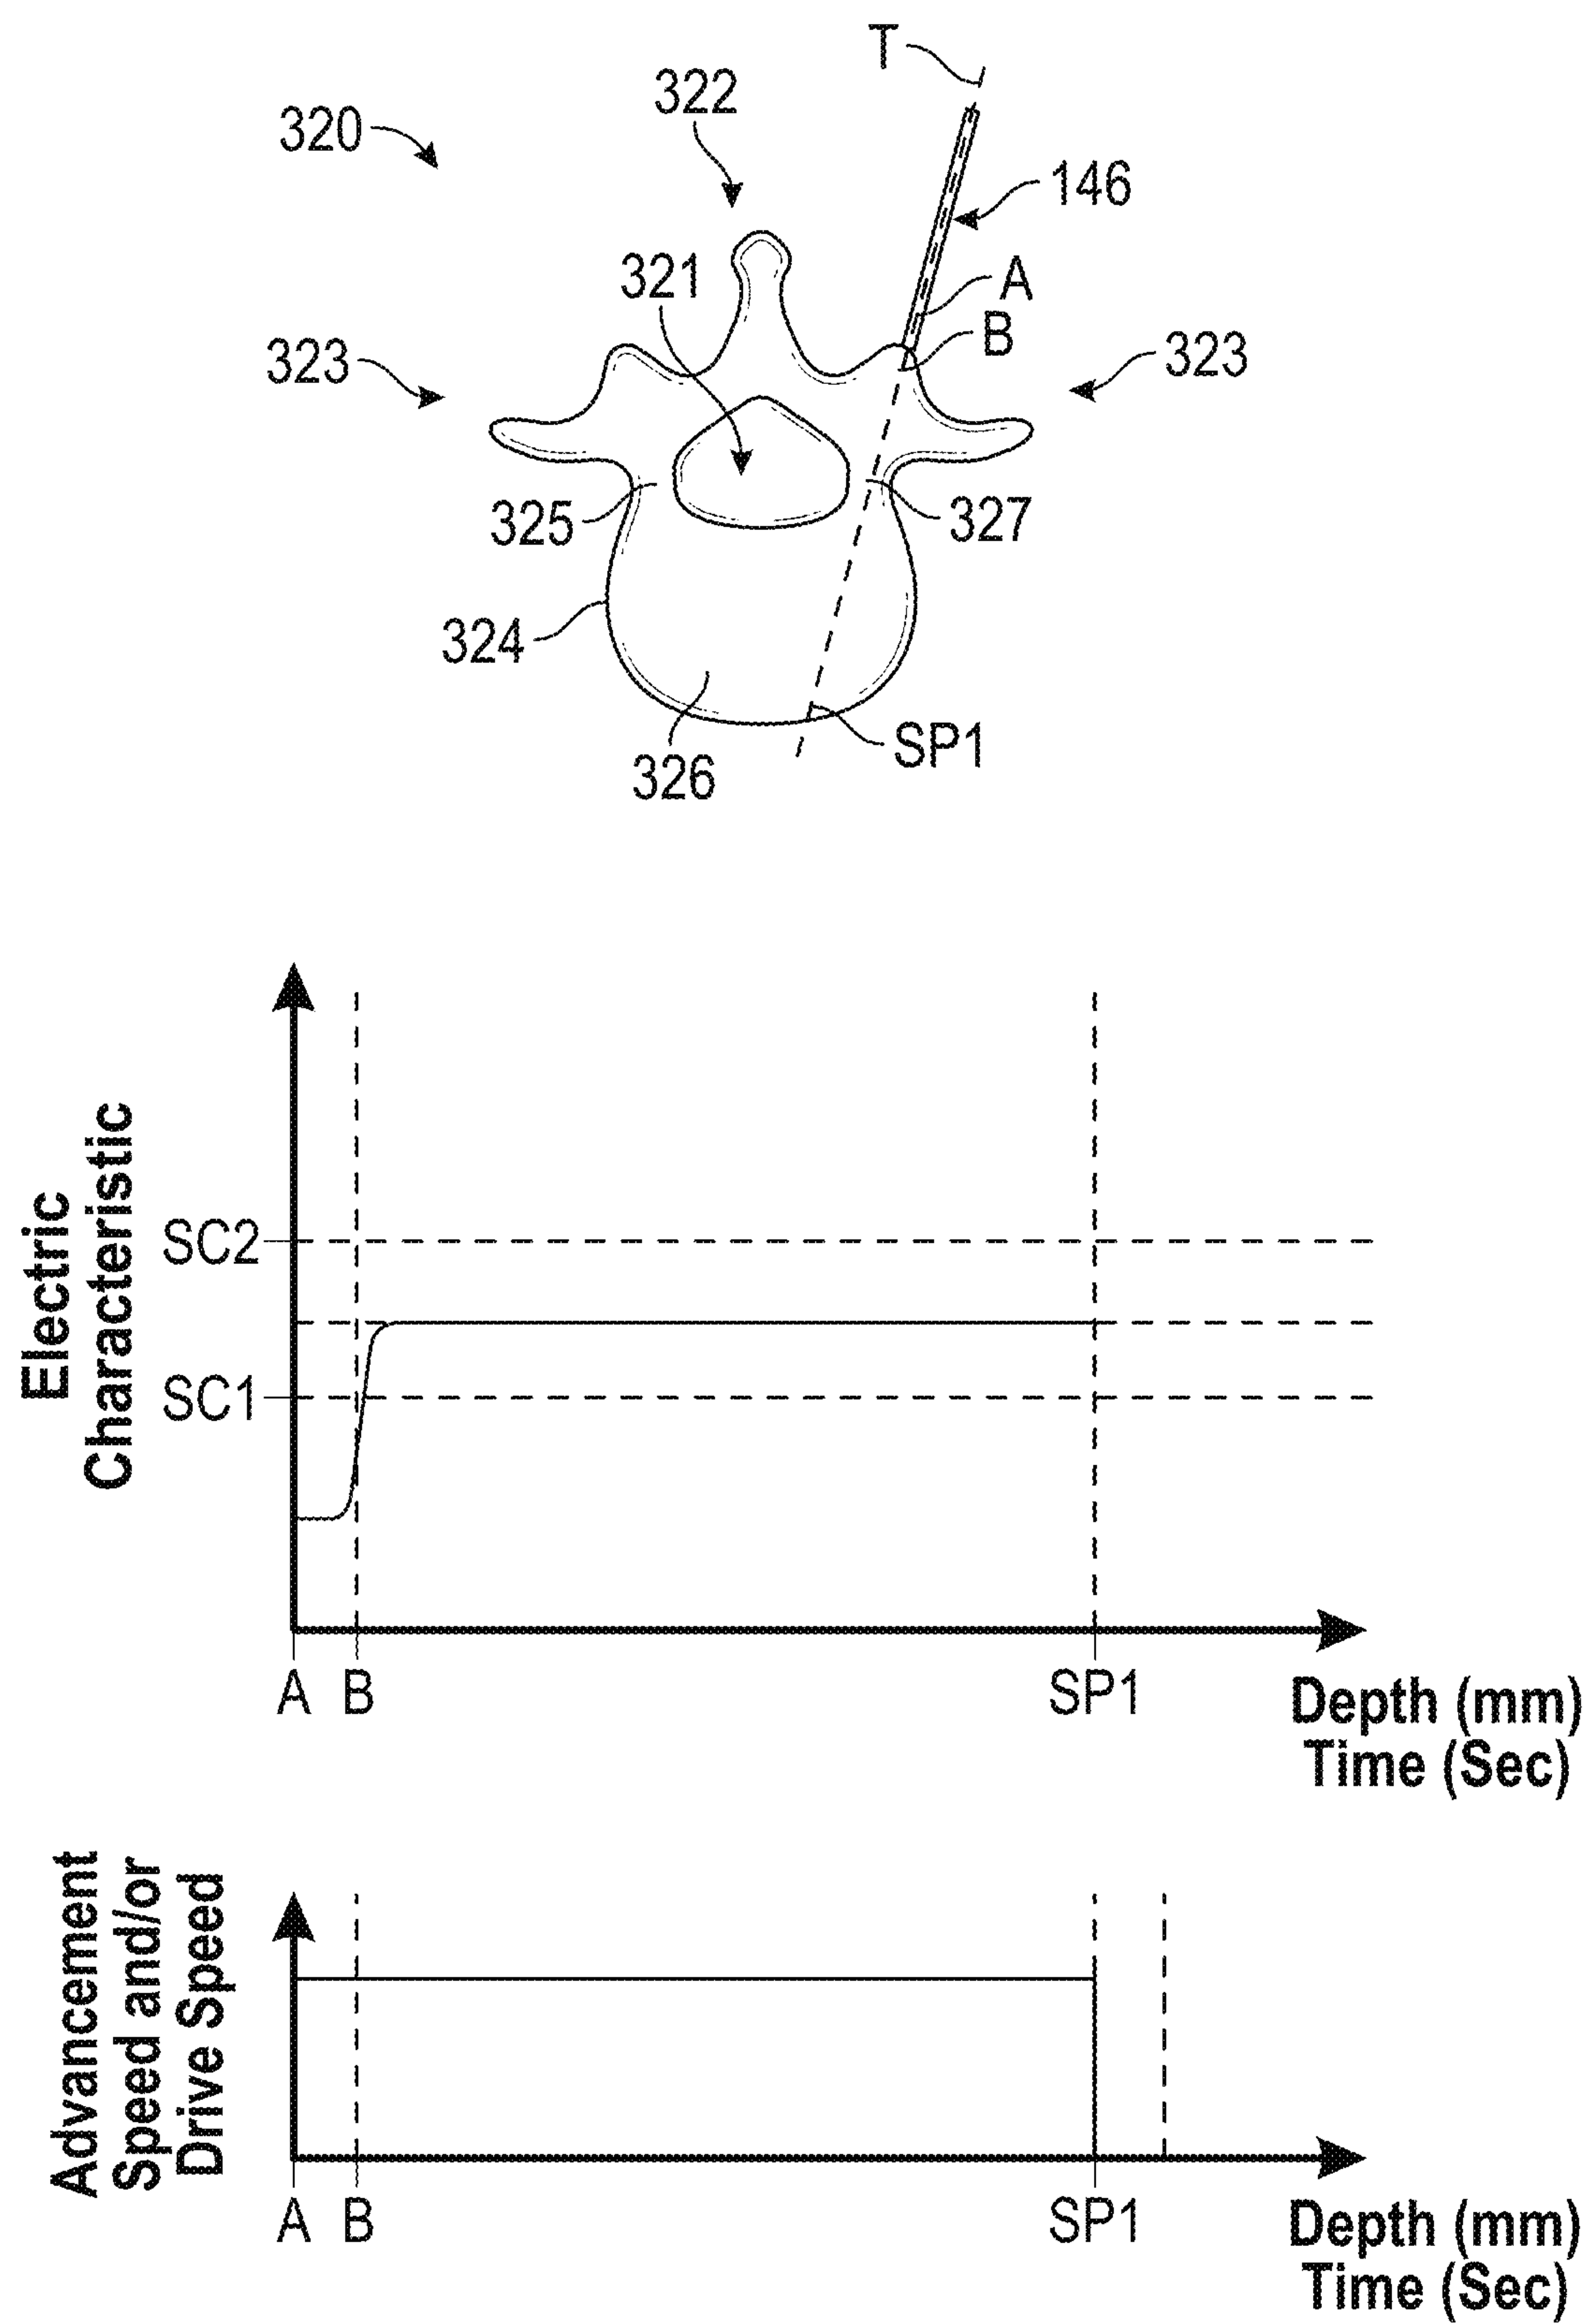 T
322
320
146
321
A
B
323
323
325
327
324
SP1
326
Electric
Characteristic
SC2
SC1
A B SP1 Depth (mm)
Time (Sec)
Advancement
Speed and/or
Drive Speed
A B SP1 Depth (mm)
Time (Sec)